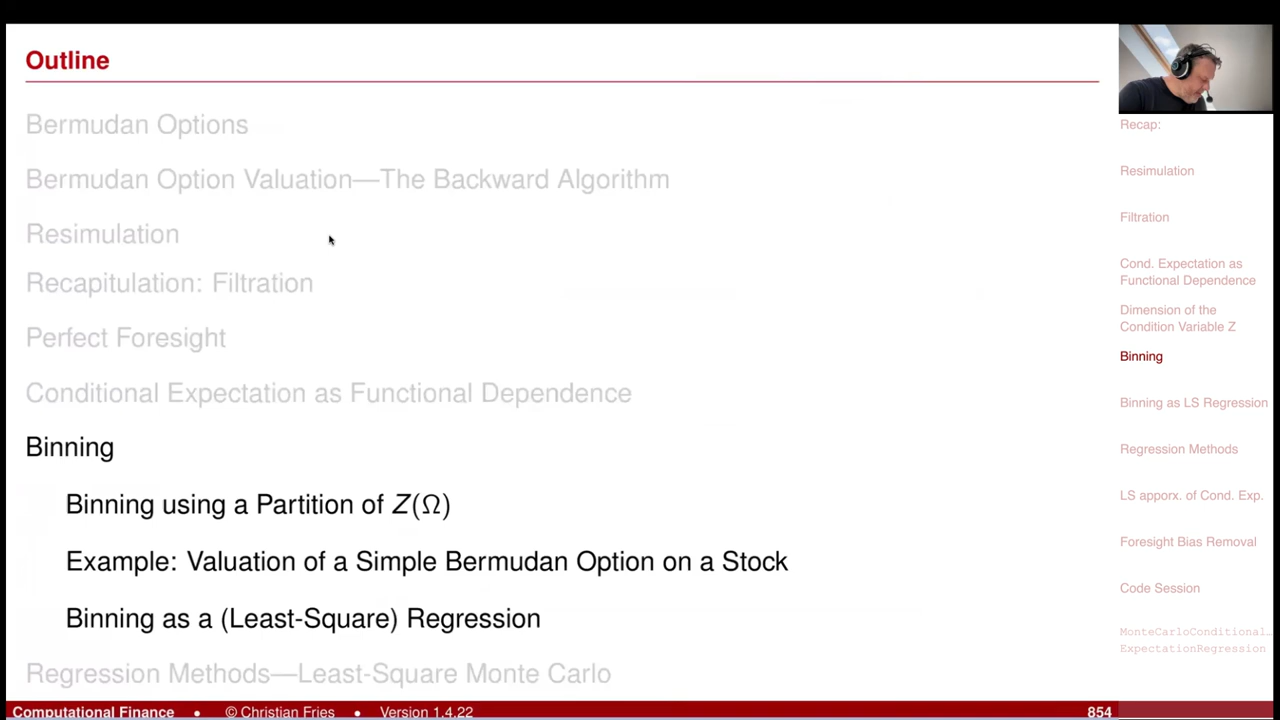 Outline
Bermudan Options
Bermudan Option Valuation—The Backward Algorithm
Resimulation
Recapitulation: Filtration
Perfect Foresight
Conditional Expectation as Functional Dependence
Binning
Binning using a Partition of Z(Ω)
Example: Valuation of a Simple Bermudan Option on a Stock
Binning as a (Least-Square) Regression
Regression Methods—Least-Square Monte Carlo
Recap:
Resimulation
Filtration
Cond. Expectation as
Functional Dependence
Dimension of the
Condition Variable Z
Binning
Binning as LS Regression
Regression Methods
LS apporx. of Cond. Exp.
Foresight Bias Removal
Code Session
MonteCarloConditional…
ExpectationRegression
Computational Finance • © Christian Fries • Version 1.4.22 854